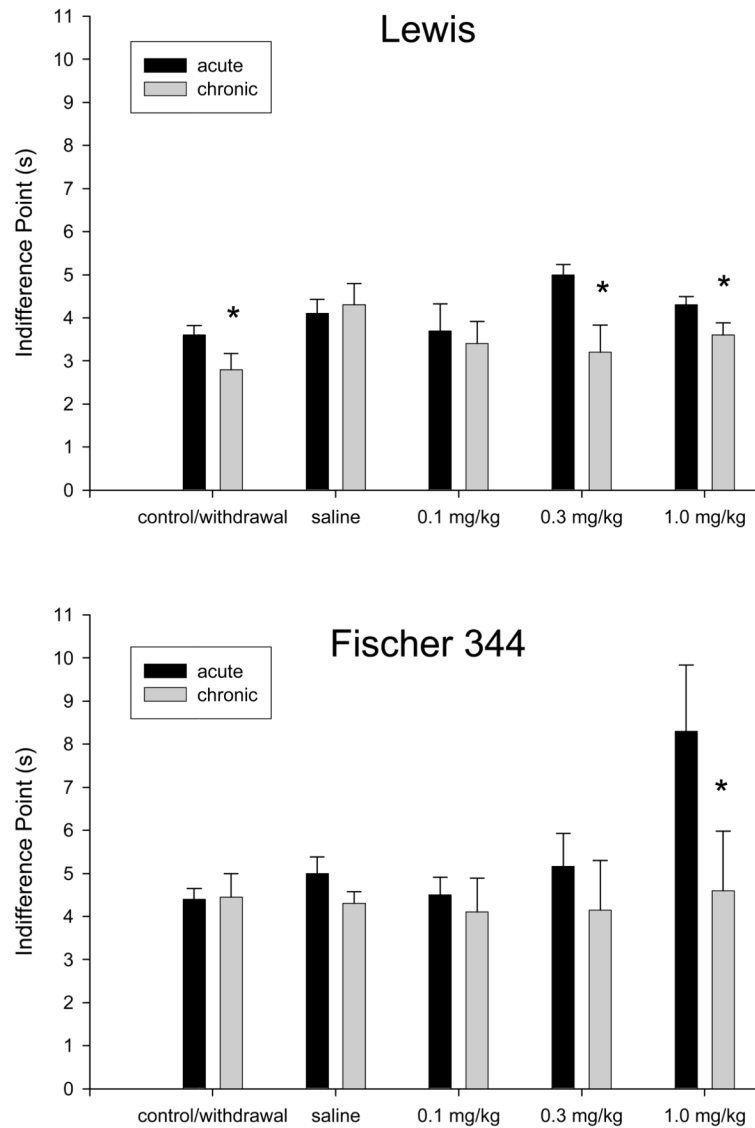 Lewis
acute
chronic
Indifference Point (s)
11
10
9
8
7
6
5
4
3
2
1
0
*
*
*
control/withdrawal saline 0.1 mg/kg 0.3 mg/kg 1.0 mg/kg
Fischer 344
acute
chronic
Indifference Point (s)
11
10
9
8
7
6
5
4
3
2
1
0
*
control/withdrawal saline 0.1 mg/kg 0.3 mg/kg 1.0 mg/kg